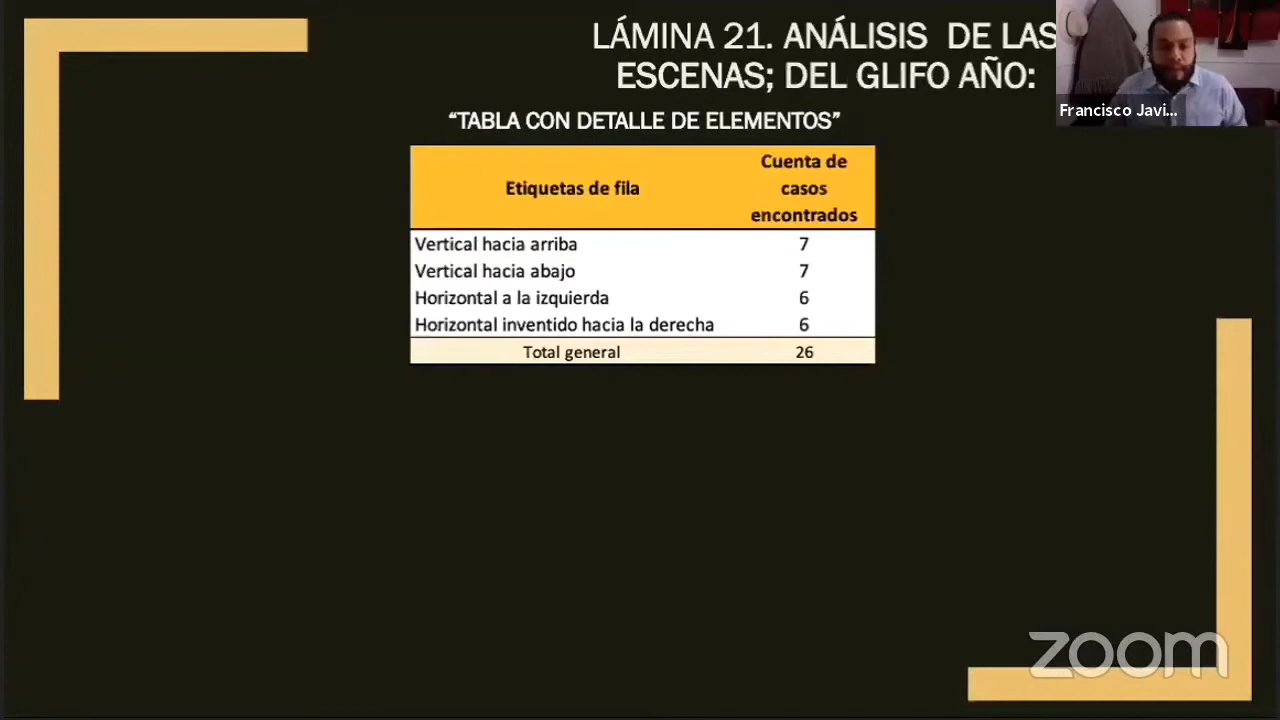 LÁMINA 21. ANÁLISIS DE LAS
ESCENAS; DEL GLIFO AÑO:
Francisco Javi...
“TABLA CON DETALLE DE ELEMENTOS”
Etiquetas de fila
Cuenta de
casos
encontrados
Vertical hacia arriba 7
Vertical hacia abajo 7
Horizontal a la izquierda 6
Horizontal inventido hacia la derecha 6
Total general 26
zoom